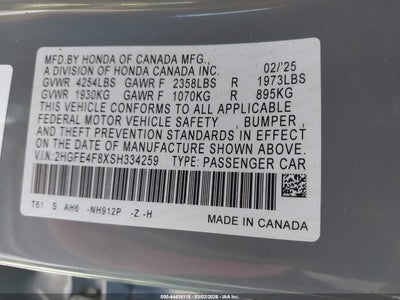 MFD.BY HONDA OF CANADA MFG.,
A DIVISION OF HONDA CANADA INC. 02/'25
GVWR 4254LBS GAWR F 2358LBS R 1973LBS
GVWR 1930KG GAWR F 1070KG R 895KG
THIS VEHICLE CONFORMS TO ALL APPLICABLE
FEDERAL MOTOR VEHICLE SAFETY , BUMPER , AND
THEFT PREVENTION STANDARDS IN EFFECT ON THE
DATE OF MANUFACTURE SHOWN ABOVE.
V.I.N.:2HGFE4F8XSH334259 TYPE: PASSENGER CAR
T61 S AH6 -NH912P -Z -H
MADE IN CANADA
000-44438118 - 03/03/2026 - IAA Inc.